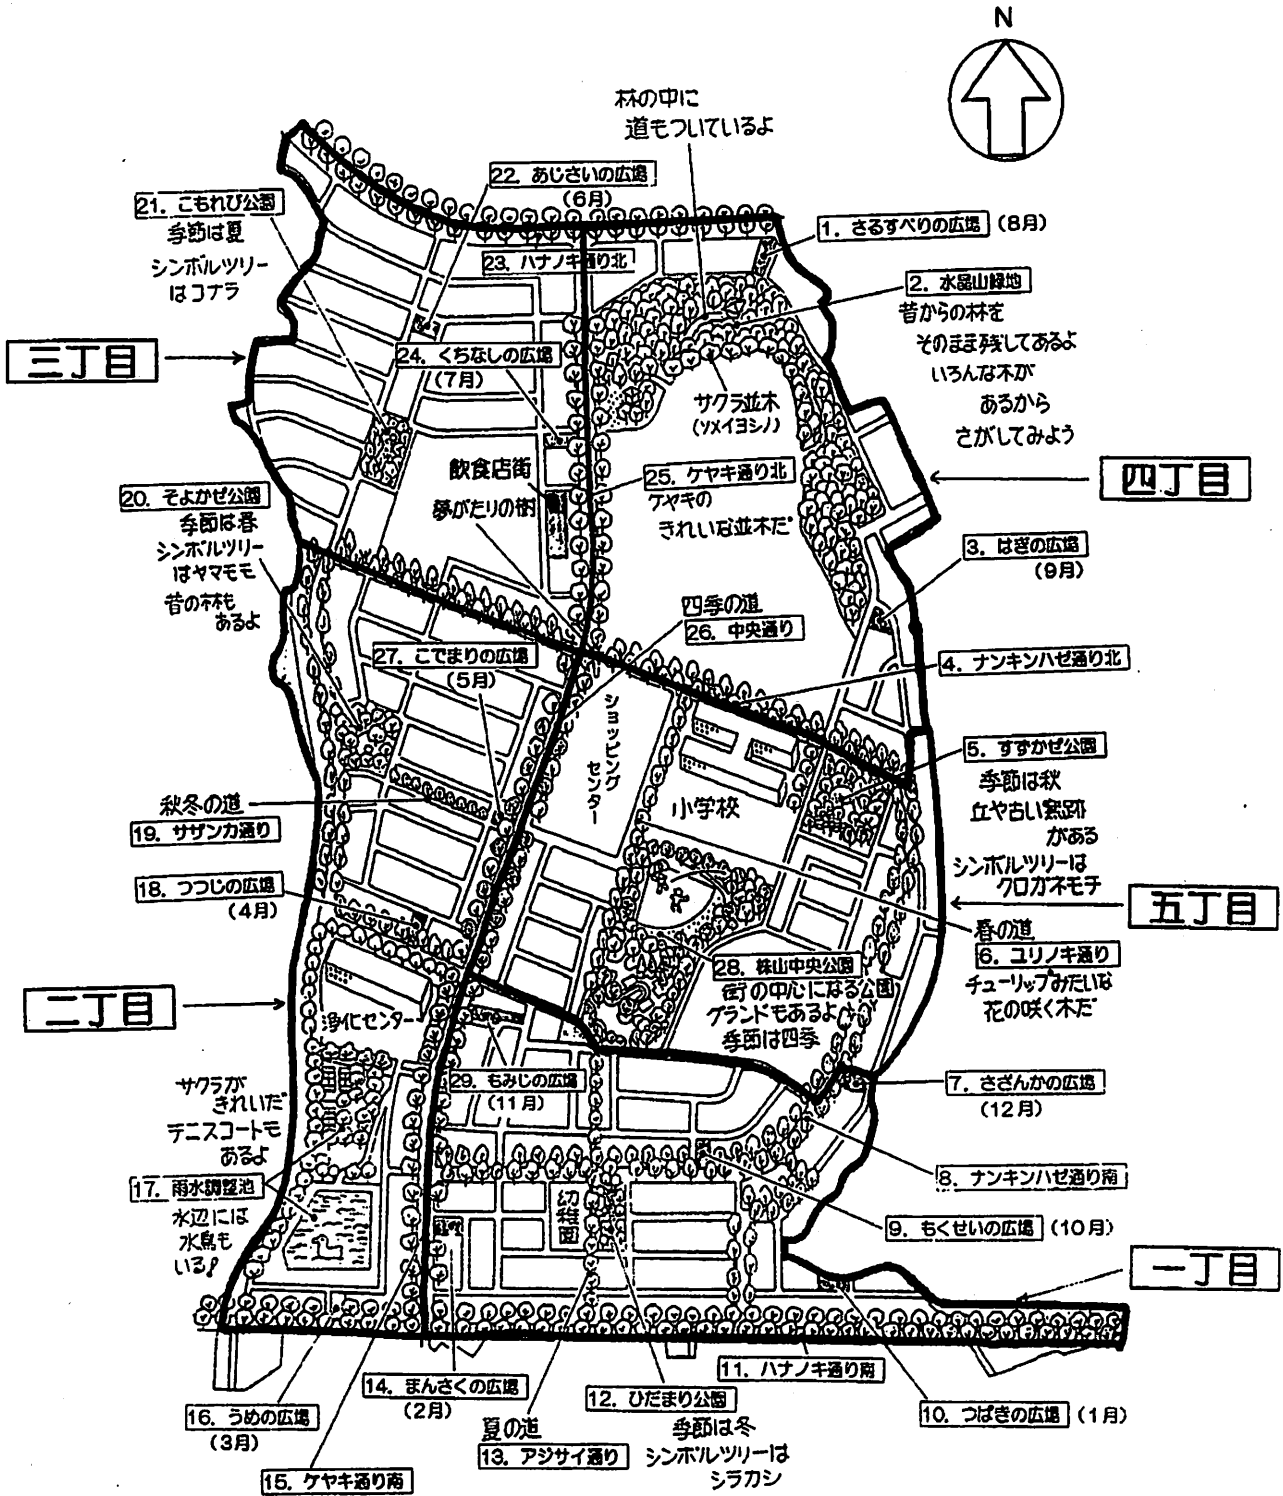 N
林の中に
道もついているよ
22. あじさいの広場
(6月)
21. こもれび公園
季節は夏
シンボルツリー
はコナラ
23. ハナノキ通り北
1. さるすべりの広場 (8月)
2. 水晶山緑地
昔からの林を
そのまま残してあるよ
いろんな木が
あるから
さがしてみよう
三丁目
24. くちなしの広場
(7月)
サクラ並木
(ソメイヨシノ)
飲食店街
夢がたりの樹
25. ケヤキ通り北
ケヤキの
きれいな並木だ
四丁目
20. そよかぜ公園
季節は春
シンボルツリー
はヤマモモ
昔の林も
あるよ
3. はぎの広場
(9月)
四季の道
26. 中央通り
27. こでまりの広場
(5月)
4. ナンキンハゼ通り北
ショッピング
センター
小学校
5. すずかぜ公園
季節は秋
丘や古い窯跡
がある
シンボルツリーは
クロガネモチ
秋冬の道
19. サザンカ通り
18. つつじの広場
(4月)
五丁目
春の道
6. ユリノキ通り
チューリップみたいな
花の咲く木だ
28. 株山中央公園
街の中心になる公園
グランドもあるよ
季節は四季
二丁目
浄化センター
29. もみじの広場
(11月)
7. さざんかの広場
(12月)
サクラが
きれいだ
テニスコートも
あるよ
17. 雨水調整池
水辺には
水鳥も
いる♪
8. ナンキンハゼ通り南
幼稚園
9. もくせいの広場 (10月)
一丁目
11. ハナノキ通り南
14. まんさくの広場
(2月)
12. ひだまり公園
季節は冬
シンボルツリーは
シラカシ
10. つばきの広場 (1月)
16. うめの広場
(3月)
夏の道
13. アジサイ通り
15. ケヤキ通り南